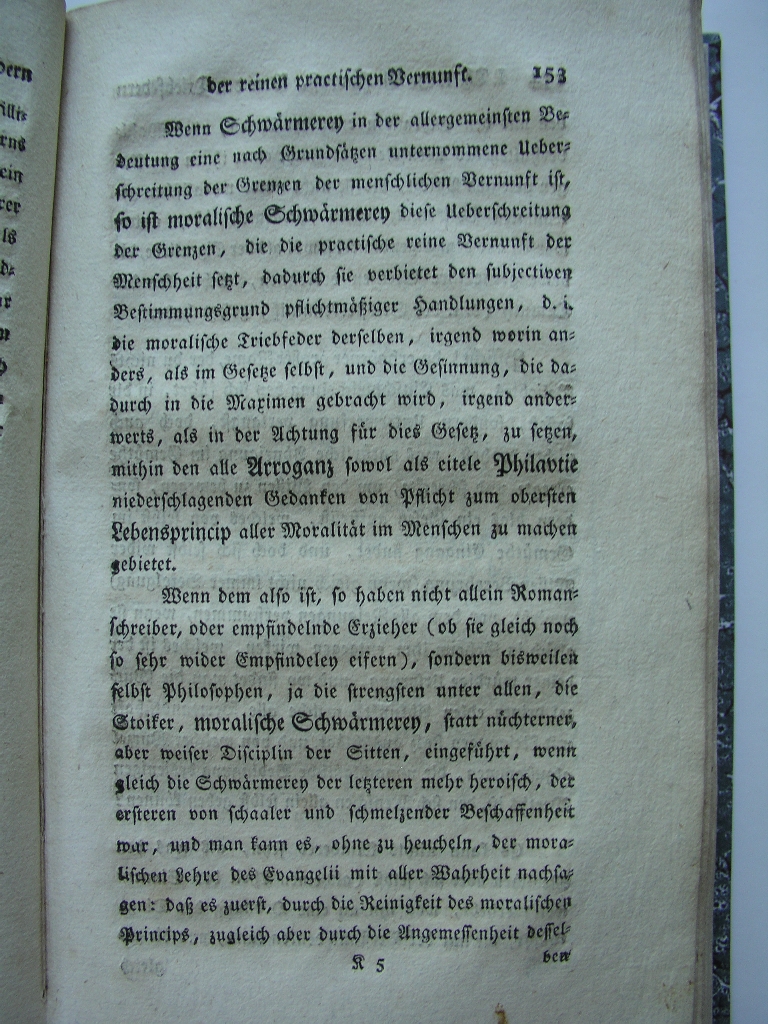 der reinen practischen Vernunft. 153
Wenn Schwärmerey in der allergemeinsten Be-
deutung eine nach Grundsätzen unternommene Ueber-
schreitung der Grenzen der menschlichen Vernunft ist,
so ist moralische Schwärmerey diese Ueberschreitung
der Grenzen, die die practische reine Vernunft der
Menschheit setzt, dadurch sie verbietet den subjectiven
Bestimmungsgrund pflichtmäßiger Handlungen, d. i.
die moralische Triebfeder derselben, irgend worin an-
ders, als im Gesetze selbst, und die Gesinnung, die da-
durch in die Maximen gebracht wird, irgend ander-
werts, als in der Achtung für dies Gesetz, zu setzen,
mithin den alle Arroganz sowol als eitele Philavtie
niederschlagenden Gedanken von Pflicht zum obersten
Lebensprincip aller Moralität im Menschen zu machen
gebietet.
Wenn dem also ist, so haben nicht allein Roman-
schreiber, oder empfindelnde Erzieher (ob sie gleich noch
so sehr wider Empfindeley eifern), sondern bisweilen
selbst Philosophen, ja die strengsten unter allen, die
Stoiker, moralische Schwärmerey, statt nüchterner,
aber weiser Disciplin der Sitten, eingeführt, wenn
gleich die Schwärmerey der letzteren mehr heroisch, der
ersteren von schaaler und schmelzender Beschaffenheit
war, und man kann es, ohne zu heucheln, der mora-
lischen Lehre des Evangelii mit aller Wahrheit nachsa-
gen: daß es zuerst, durch die Reinigkeit des moralischen
Princips, zugleich aber durch die Angemessenheit dessel-
K 5 ben